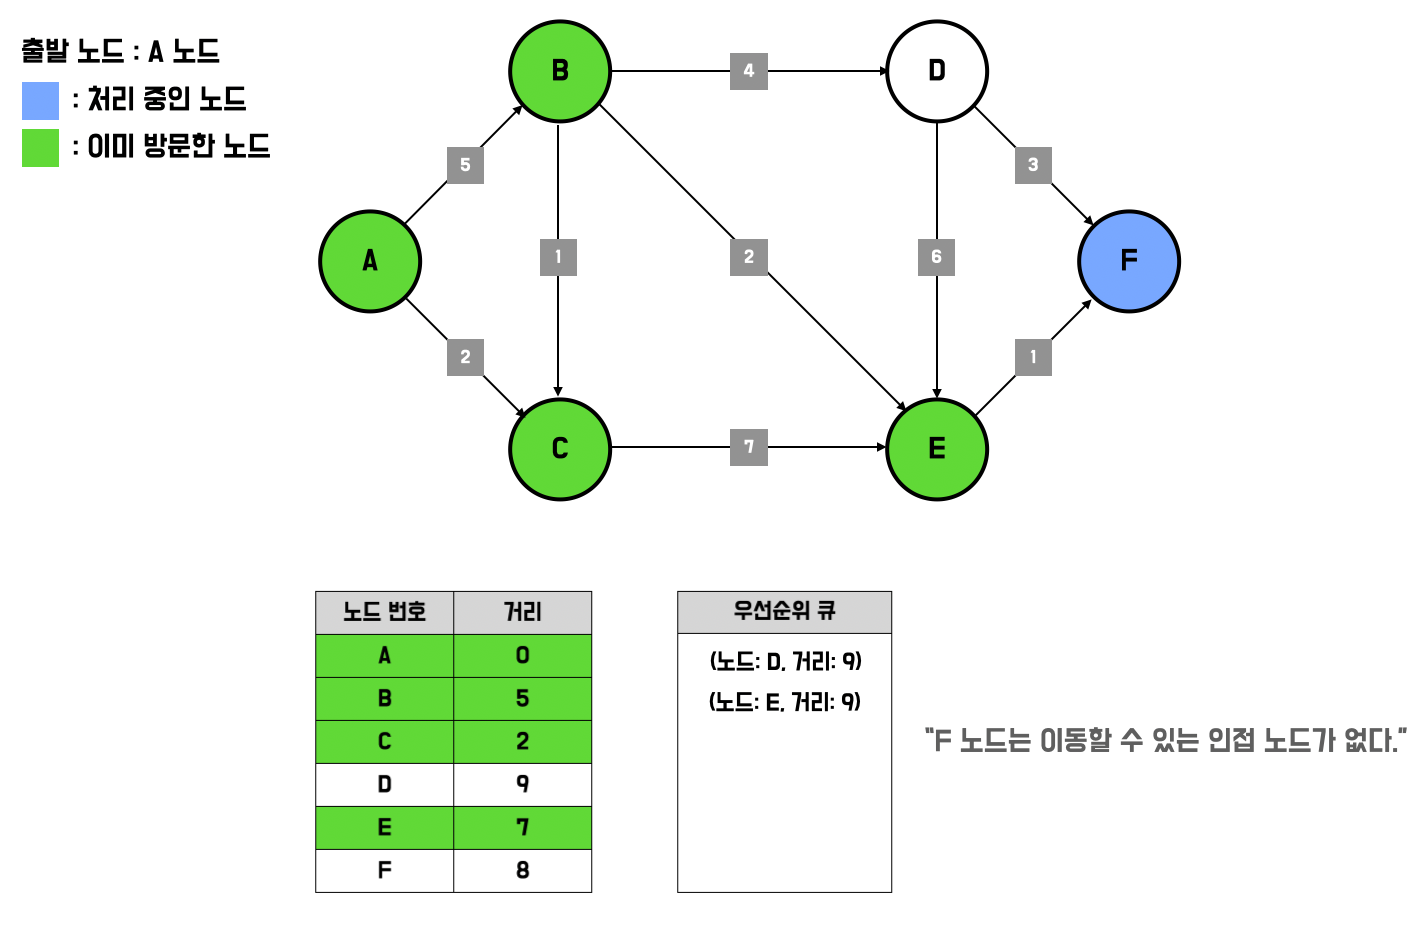 출발 노드 : A 노드
: 처리 중인 노드
: 이미 방문한 노드
B
4
D
5
3
A
1
2
6
F
2
1
C
7
E
노드 번호 거리
A 0
B 5
C 2
D 9
E 7
F 8
우선순위 큐
(노드: D, 거리: 9)
(노드: E, 거리: 9)
"F 노드는 이동할 수 있는 인접 노드가 없다."